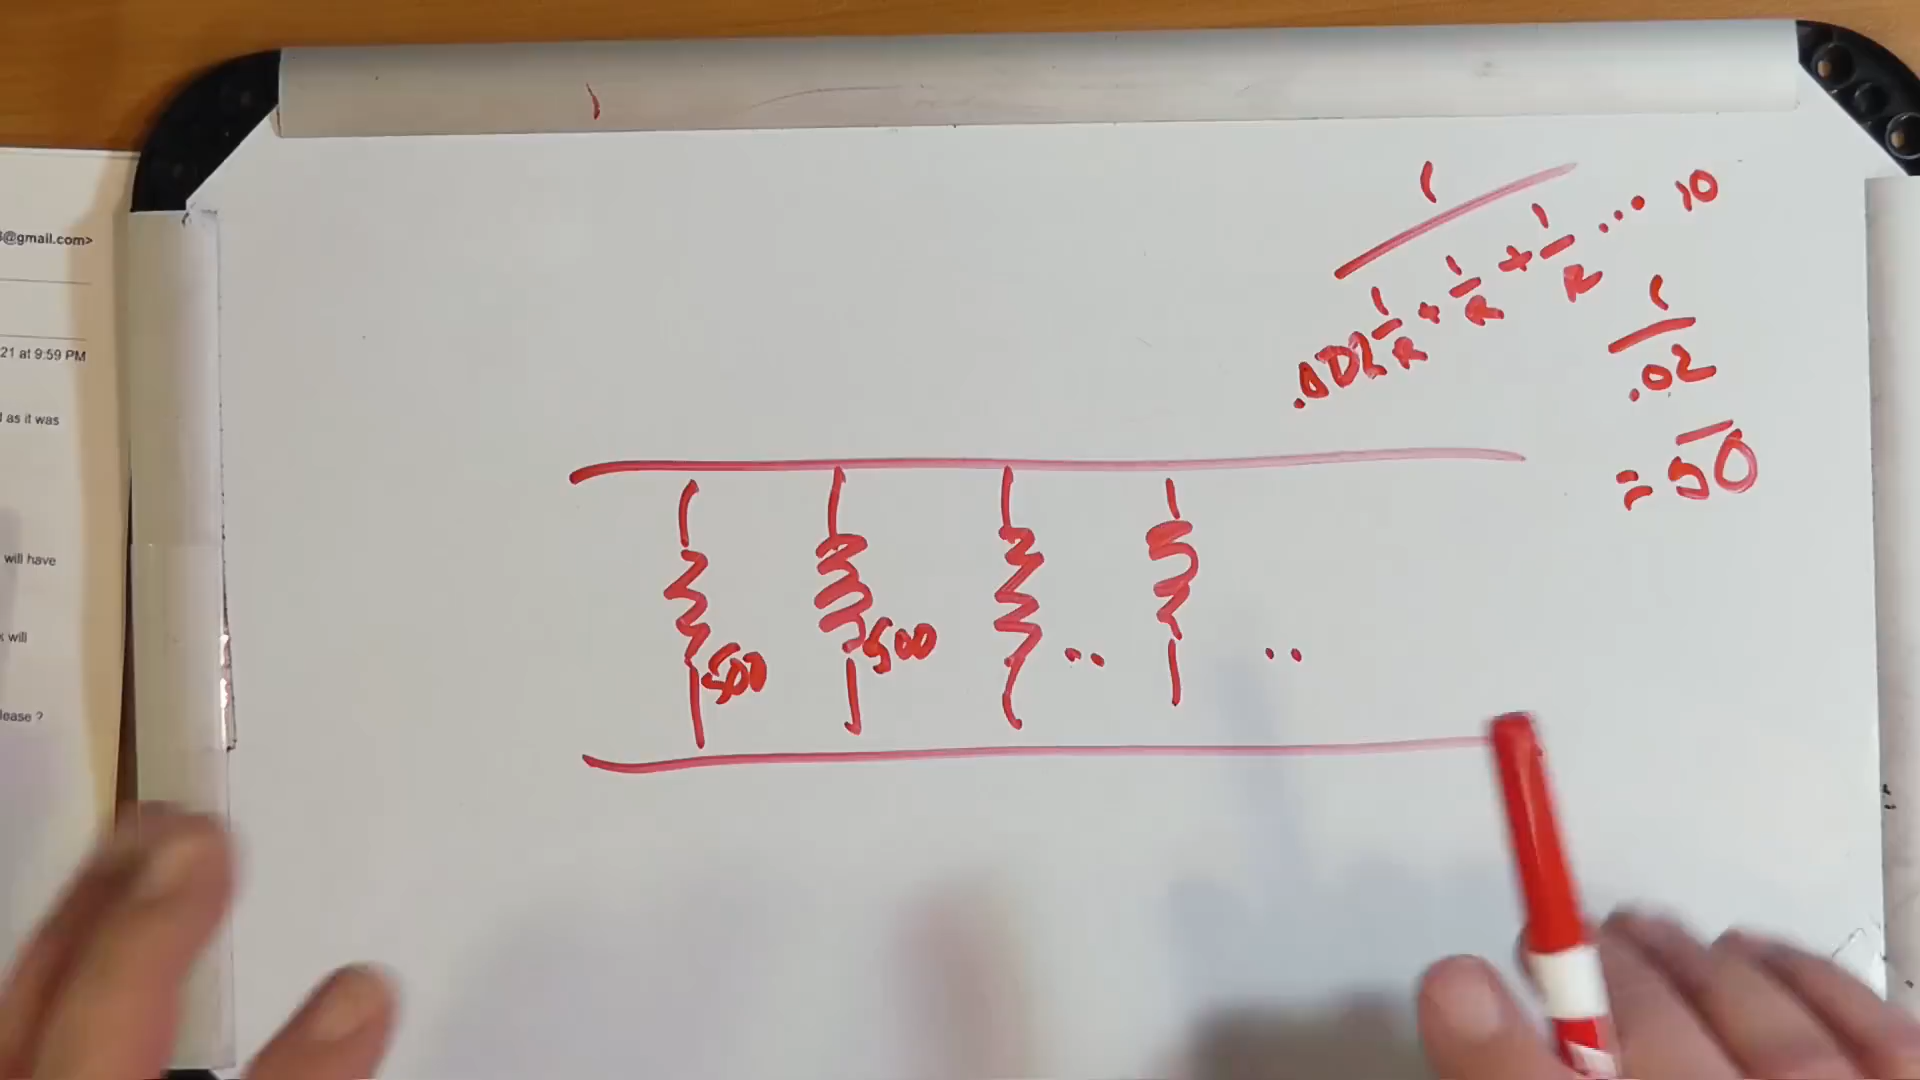 @gmail.com>
21 at 9:59 PM
as it was
will have
will
lease ?
1
1/R + 1/R + 1/R ... 10
.002
1
.02
= 50
500
500